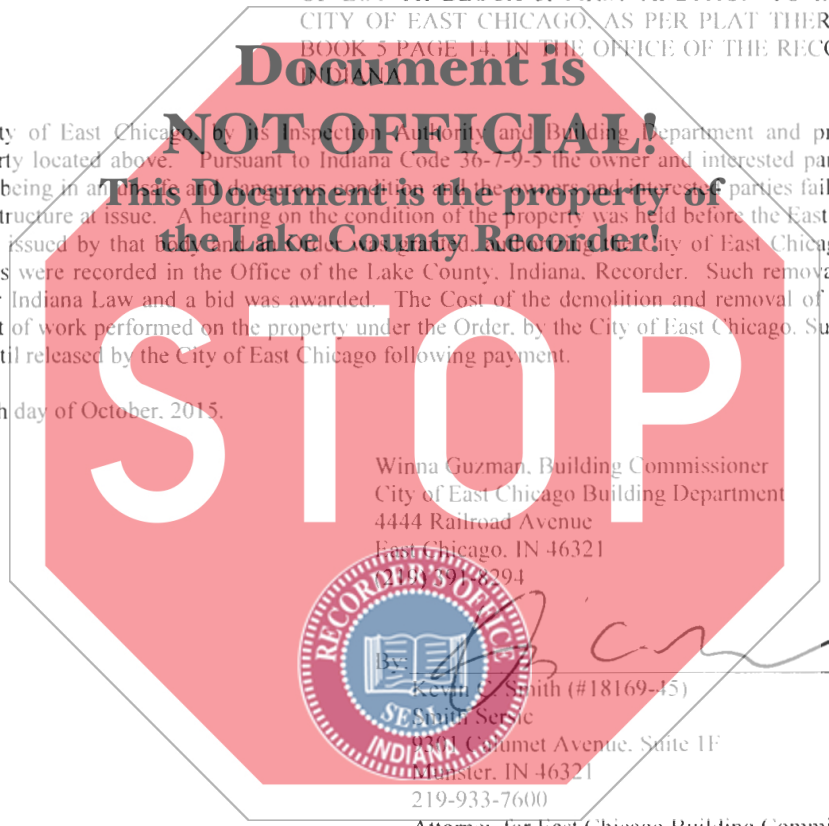 CITY OF EAST CHICAGO, AS PER PLAT THER
BOOK 5 PAGE 14, IN THE OFFICE OF THE RECO
INDIANA
Document is
NOT OFFICIAL!
This Document is the property of
the Lake County Recorder!
ty of East Chicago, by its Inspection Authority and Building Department and pr
rty located above. Pursuant to Indiana Code 36-7-9-5 the owner and interested par
being in an unsafe and dangerous condition and the owners and interested parties fail
tructure at issue. A hearing on the condition of the property was held before the East
issued by that body and an Order was granted, authorizing the City of East Chicag
s were recorded in the Office of the Lake County, Indiana, Recorder. Such remova
r Indiana Law and a bid was awarded. The Cost of the demolition and removal of
t of work performed on the property under the Order, by the City of East Chicago. Su
til released by the City of East Chicago following payment.
h day of October, 2015.
STOP
Winna Guzman, Building Commissioner
City of East Chicago Building Department
4444 Railroad Avenue
East Chicago, IN 46321
(219) 391-8294
By:
Kevin C. Smith (#18169-45)
Smith Sersic
9301 Calumet Avenue, Suite 1F
Munster, IN 46321
219-933-7600
Attorney for East Chicago Building Commi
RECORDER'S OFFICE
SEAL
INDIANA